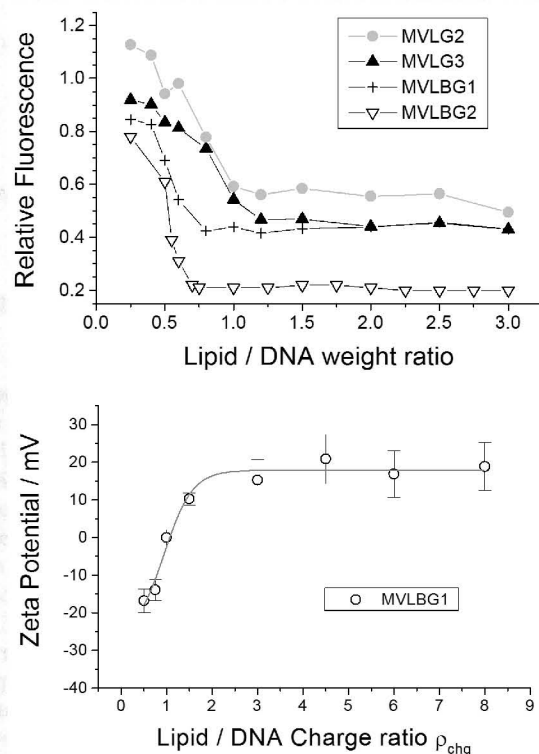 1.2
1.0
0.8
0.6
0.4
0.2
Relative Fluorescence
MVLG2
MVLG3
MVLBG1
MVLBG2
0.0 0.5 1.0 1.5 2.0 2.5 3.0
Lipid / DNA weight ratio
30
20
10
0
-10
-20
-30
-40
Zeta Potential / mV
MVLBG1
0 1 2 3 4 5 6 7 8 9
Lipid / DNA Charge ratio ρchg